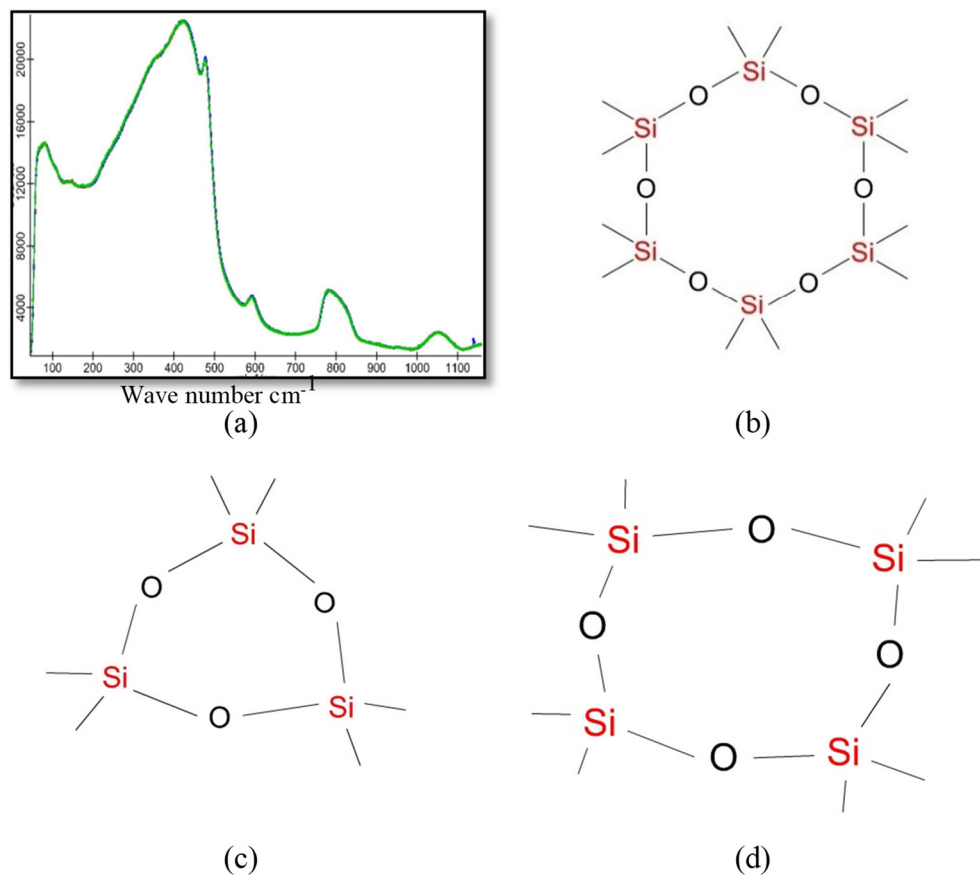 20000
16000
12000
8000
4000
100 200 300 400 500 600 700 800 900 1000 1100
Wave number cm-1
(a)
Si
O O
Si Si
O O
Si Si
O O
Si
(b)
Si
O O
Si Si
O
(c)
O
Si Si
O O
Si Si
O
(d)